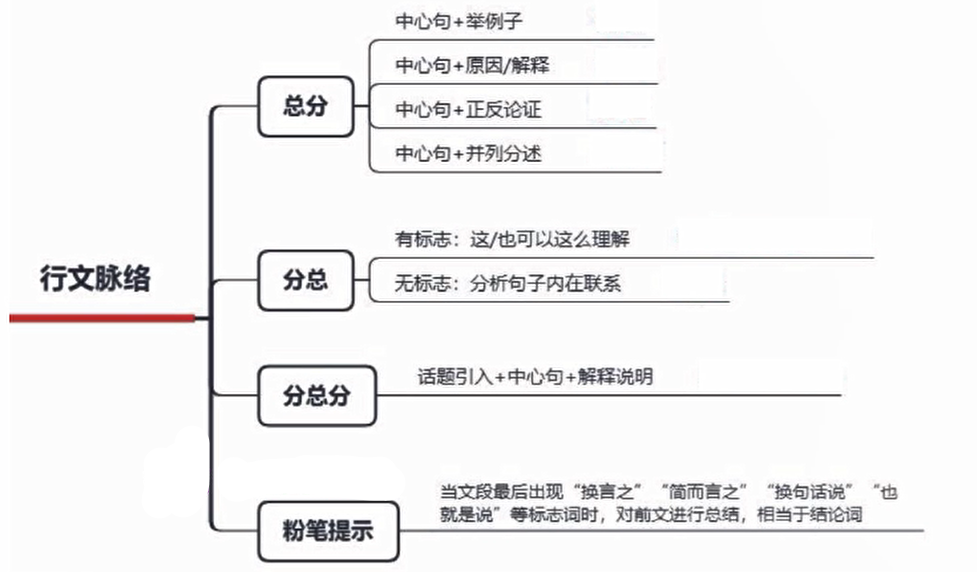 行文脉络
总分
中心句+举例子
中心句+原因/解释
中心句+正反论证
中心句+并列分述
分总
有标志：这/也可以这么理解
无标志：分析句子内在联系
分总分
话题引入+中心句+解释说明
粉笔提示
当文段最后出现“换言之”“简而言之”“换句话说”“也
就是说”等标志词时，对前文进行总结，相当于结论词